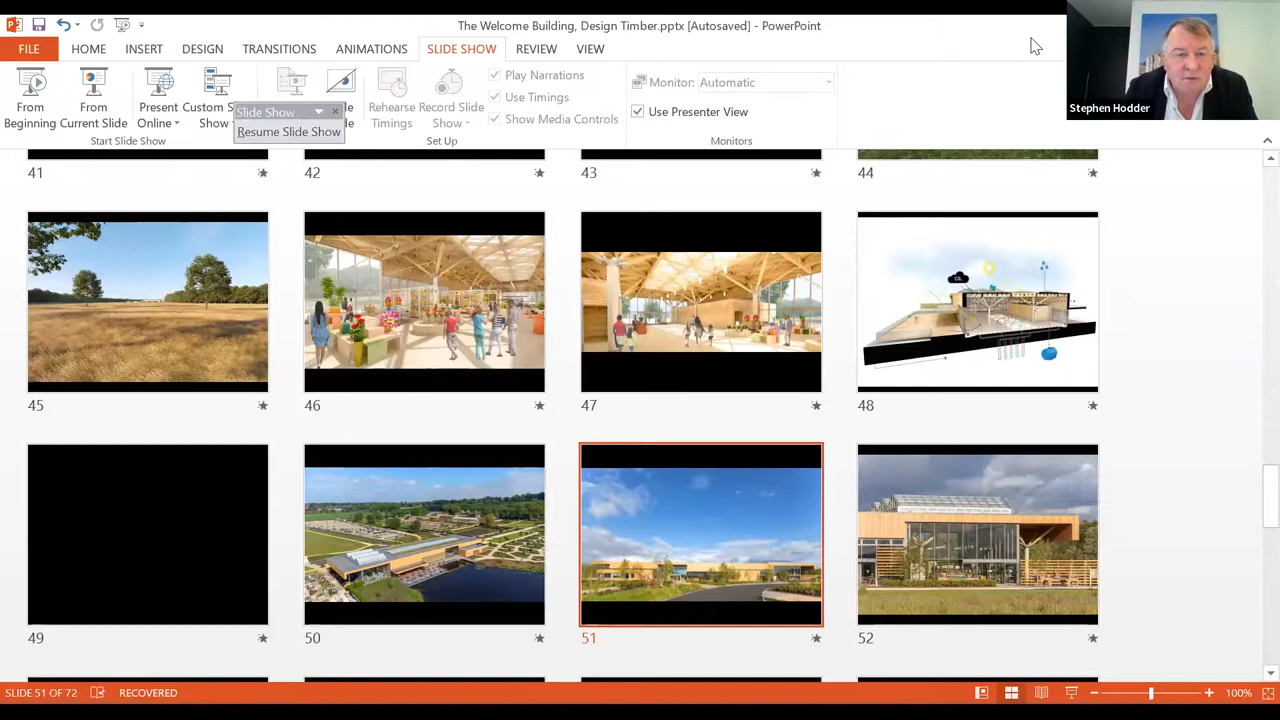 The Welcome Building, Design Timber.pptx [Autosaved] - PowerPoint
FILE HOME INSERT DESIGN TRANSITIONS ANIMATIONS SLIDE SHOW REVIEW VIEW
From Beginning
From Current Slide
Present Online
Custom Slide Show
Start Slide Show
Slide Show
Resume Slide Show
Rehearse Timings
Record Slide Show
Play Narrations
Use Timings
Show Media Controls
Set Up
Monitor: Automatic
Use Presenter View
Monitors
Stephen Hodder
41 42 43 44
45 46 47 48
49 50 51 52
SLIDE 51 OF 72 RECOVERED 100%